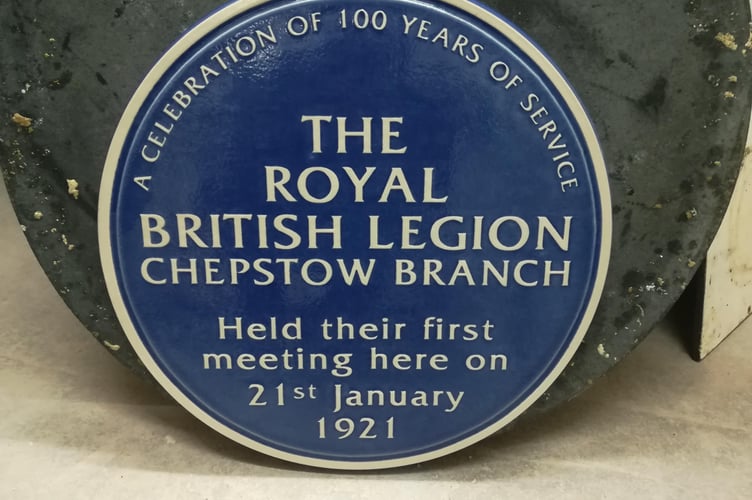 A CELEBRATION OF 100 YEARS OF SERVICE
THE
ROYAL
BRITISH LEGION
CHEPSTOW BRANCH
Held their first
meeting here on
21st January
1921